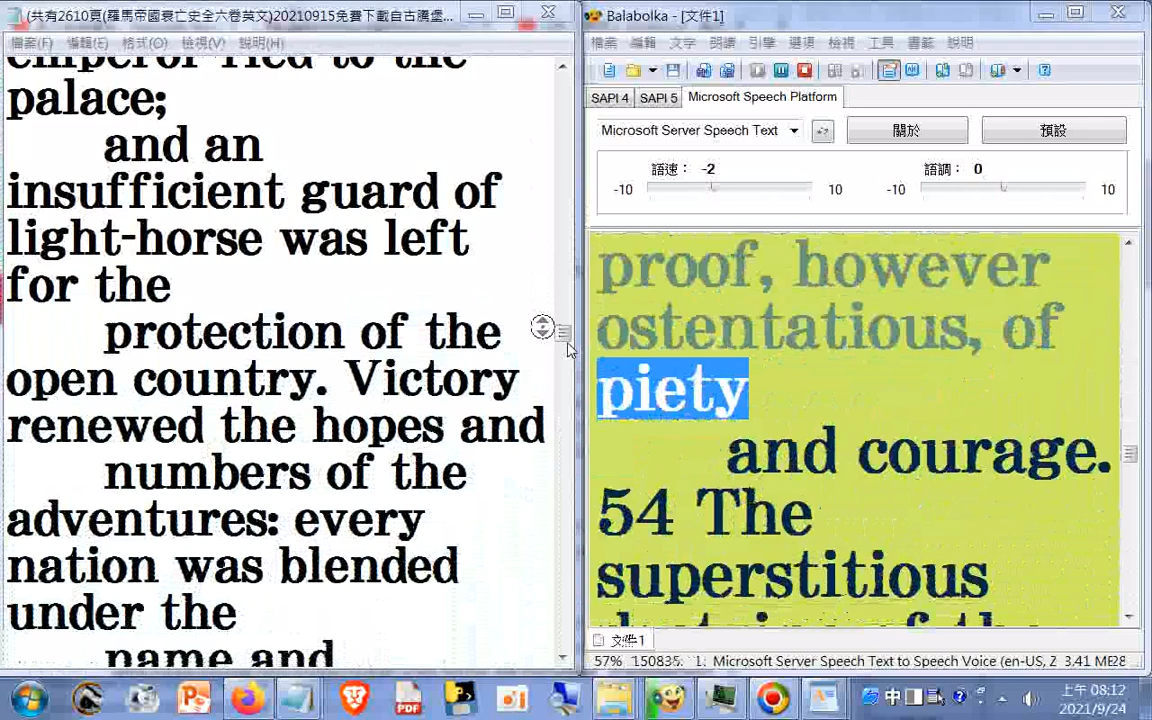 (共有2610頁(羅馬帝國衰亡史全六卷英文)20210915免費下載自古騰堡...
檔案(F) 編輯(E) 格式(O) 檢視(V) 說明(H)
emperor fled to the
palace;
and an
insufficient guard of
light-horse was left
for the
protection of the
open country. Victory
renewed the hopes and
numbers of the
adventures: every
nation was blended
under the
name and
Balabolka - [文件1]
檔案 編輯 文字 朗讀 引擎 選項 檢視 工具 書籤 說明
SAPI 4 SAPI 5 Microsoft Speech Platform
Microsoft Server Speech Text 關於 預設
語速： -2 語調： 0
-10 10 -10 10
proof, however
ostentatious, of
piety
and courage.
54 The
superstitious
文件1
57% 150835. 1. Microsoft Server Speech Text to Speech Voice (en-US, Z 3,41 ME28
中
上午 08:12
2021/9/24